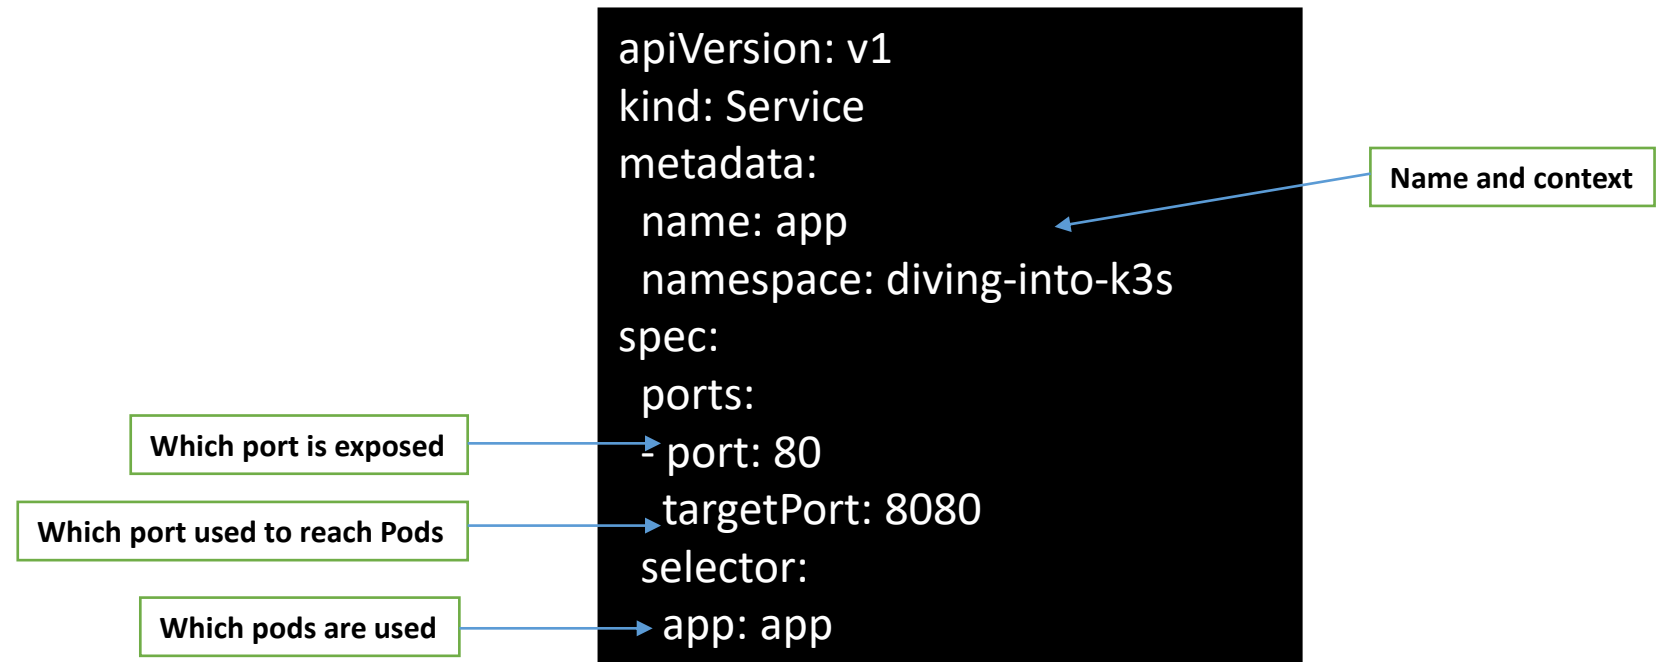 apiVersion: v1
kind: Service
metadata:
name: app
namespace: diving-into-k3s
spec:
ports:
- port: 80
targetPort: 8080
selector:
app: app
Name and context
Which port is exposed
Which port used to reach Pods
Which pods are used